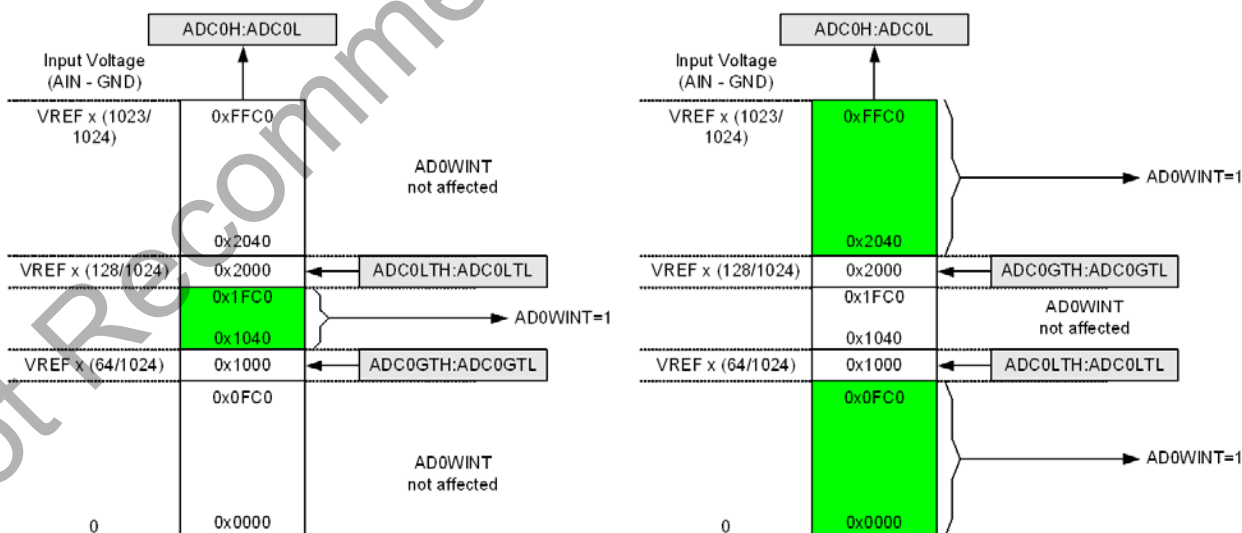 ADC0H:ADC0L
Input Voltage
(AIN - GND)
VREF x (1023/
1024)
0xFFC0
AD0WINT
not affected
0x2040
VREF x (128/1024)
0x2000
ADC0LTH:ADC0LTL
0x1FC0
AD0WINT=1
0x1040
VREF x (64/1024)
0x1000
ADC0GTH:ADC0GTL
0x0FC0
AD0WINT
not affected
0
0x0000
ADC0H:ADC0L
Input Voltage
(AIN - GND)
VREF x (1023/
1024)
0xFFC0
AD0WINT=1
0x2040
VREF x (128/1024)
0x2000
ADC0GTH:ADC0GTL
0x1FC0
AD0WINT
not affected
0x1040
VREF x (64/1024)
0x1000
ADC0LTH:ADC0LTL
0x0FC0
AD0WINT=1
0
0x0000
ot Recomme